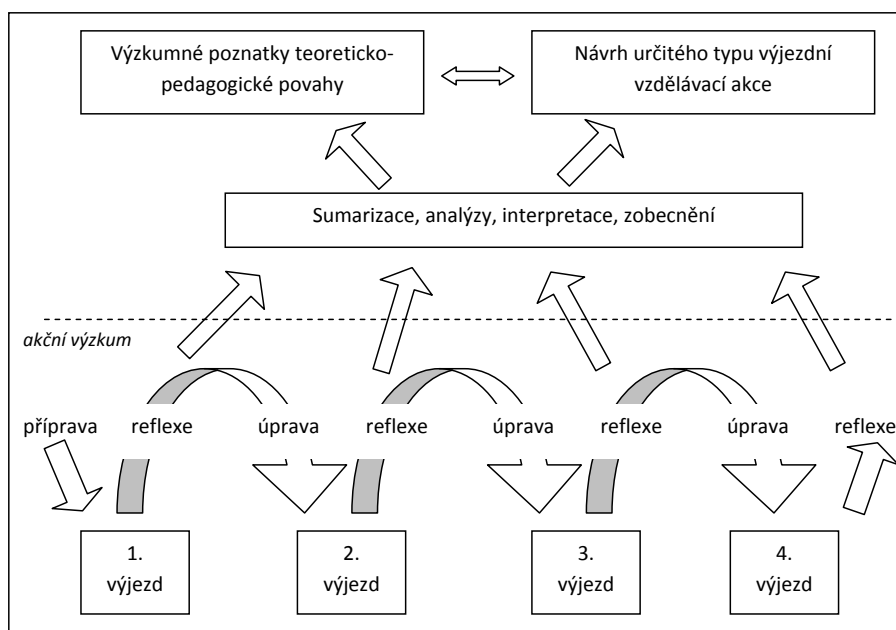 Výzkumné poznatky teoreticko-
pedagogické povahy
Návrh určitého typu výjezdní
vzdělávací akce
Sumarizace, analýzy, interpretace, zobecnění
akční výzkum
příprava reflexe úprava reflexe úprava reflexe úprava reflexe
1.
výjezd
2.
výjezd
3.
výjezd
4.
výjezd